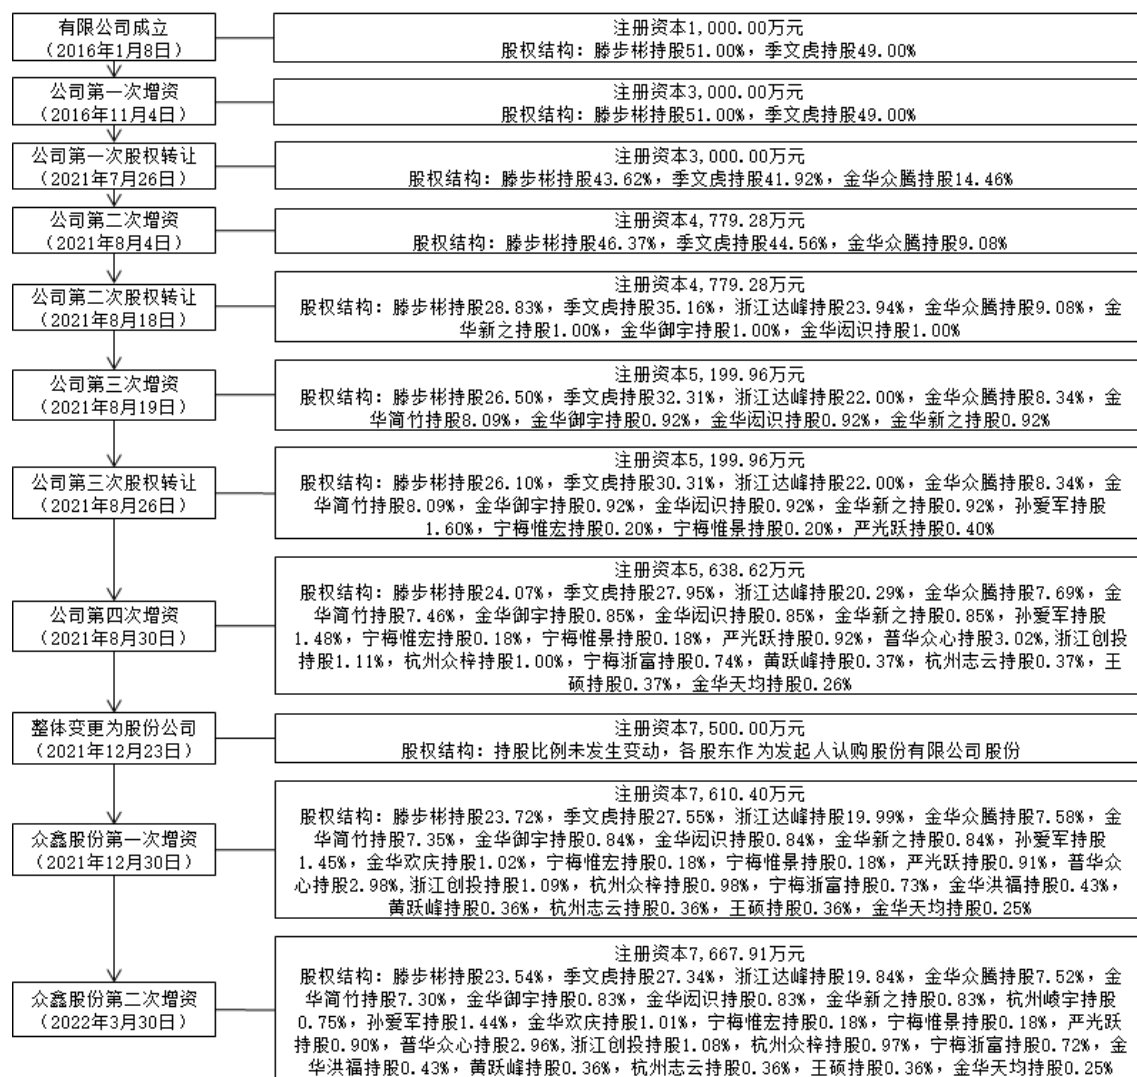 有限公司成立
（2016年1月8日）
注册资本1,000.00万元
股权结构：滕步彬持股51.00%，季文虎持股49.00%
公司第一次增资
（2016年11月4日）
注册资本3,000.00万元
股权结构：滕步彬持股51.00%，季文虎持股49.00%
公司第一次股权转让
（2021年7月26日）
注册资本3,000.00万元
股权结构：滕步彬持股43.62%，季文虎持股41.92%，金华众腾持股14.46%
公司第二次增资
（2021年8月4日）
注册资本4,779.28万元
股权结构：滕步彬持股46.37%，季文虎持股44.56%，金华众腾持股9.08%
公司第二次股权转让
（2021年8月18日）
注册资本4,779.28万元
股权结构：滕步彬持股28.83%，季文虎持股35.16%，浙江达峰持股23.94%，金华众腾持股9.08%，金
华新之持股1.00%，金华御宇持股1.00%，金华闳识持股1.00%
公司第三次增资
（2021年8月19日）
注册资本5,199.96万元
股权结构：滕步彬持股26.50%，季文虎持股32.31%，浙江达峰持股22.00%，金华众腾持股8.34%，金
华简竹持股8.09%，金华御宇持股0.92%，金华闳识持股0.92%，金华新之持股0.92%
公司第三次股权转让
（2021年8月26日）
注册资本5,199.96万元
股权结构：滕步彬持股26.10%，季文虎持股30.31%，浙江达峰持股22.00%，金华众腾持股8.34%，金
华简竹持股8.09%，金华御宇持股0.92%，金华闳识持股0.92%，金华新之持股0.92%，孙爱军持股
1.60%，宁梅惟宏持股0.20%，宁梅惟景持股0.20%，严光跃持股0.40%
公司第四次增资
（2021年8月30日）
注册资本5,638.62万元
股权结构：滕步彬持股24.07%，季文虎持股27.95%，浙江达峰持股20.29%，金华众腾持股7.69%，金
华简竹持股7.46%，金华御宇持股0.85%，金华闳识持股0.85%，金华新之持股0.85%，孙爱军持股
1.48%，宁梅惟宏持股0.18%，宁梅惟景持股0.18%，严光跃持股0.92%，普华众心持股3.02%,浙江创投
持股1.11%，杭州众梓持股1.00%，宁梅浙富持股0.74%，黄跃峰持股0.37%，杭州志云持股0.37%，王
硕持股0.37%，金华天均持股0.26%
整体变更为股份公司
（2021年12月23日）
注册资本7,500.00万元
股权结构：持股比例未发生变动，各股东作为发起人认购股份有限公司股份
众鑫股份第一次增资
（2021年12月30日）
注册资本7,610.40万元
股权结构：滕步彬持股23.72%，季文虎持股27.55%，浙江达峰持股19.99%，金华众腾持股7.58%，金
华简竹持股7.35%，金华御宇持股0.84%，金华闳识持股0.84%，金华新之持股0.84%，孙爱军持股
1.45%，金华欢庆持股1.02%，宁梅惟宏持股0.18%，宁梅惟景持股0.18%，严光跃持股0.91%，普华众
心持股2.98%,浙江创投持股1.09%，杭州众梓持股0.98%，宁梅浙富持股0.73%，金华洪福持股0.43%，
黄跃峰持股0.36%，杭州志云持股0.36%，王硕持股0.36%，金华天均持股0.25%
众鑫股份第二次增资
（2022年3月30日）
注册资本7,667.91万元
股权结构：滕步彬持股23.54%，季文虎持股27.34%，浙江达峰持股19.84%，金华众腾持股7.52%，金
华简竹持股7.30%，金华御宇持股0.83%，金华闳识持股0.83%，金华新之持股0.83%，杭州崚宇持股
0.75%，孙爱军持股1.44%，金华欢庆持股1.01%，宁梅惟宏持股0.18%，宁梅惟景持股0.18%，严光跃
持股0.90%，普华众心持股2.96%,浙江创投持股1.08%，杭州众梓持股0.97%，宁梅浙富持股0.72%，金
华洪福持股0.43%，黄跃峰持股0.36%，杭州志云持股0.36%，王硕持股0.36%，金华天均持股0.25%